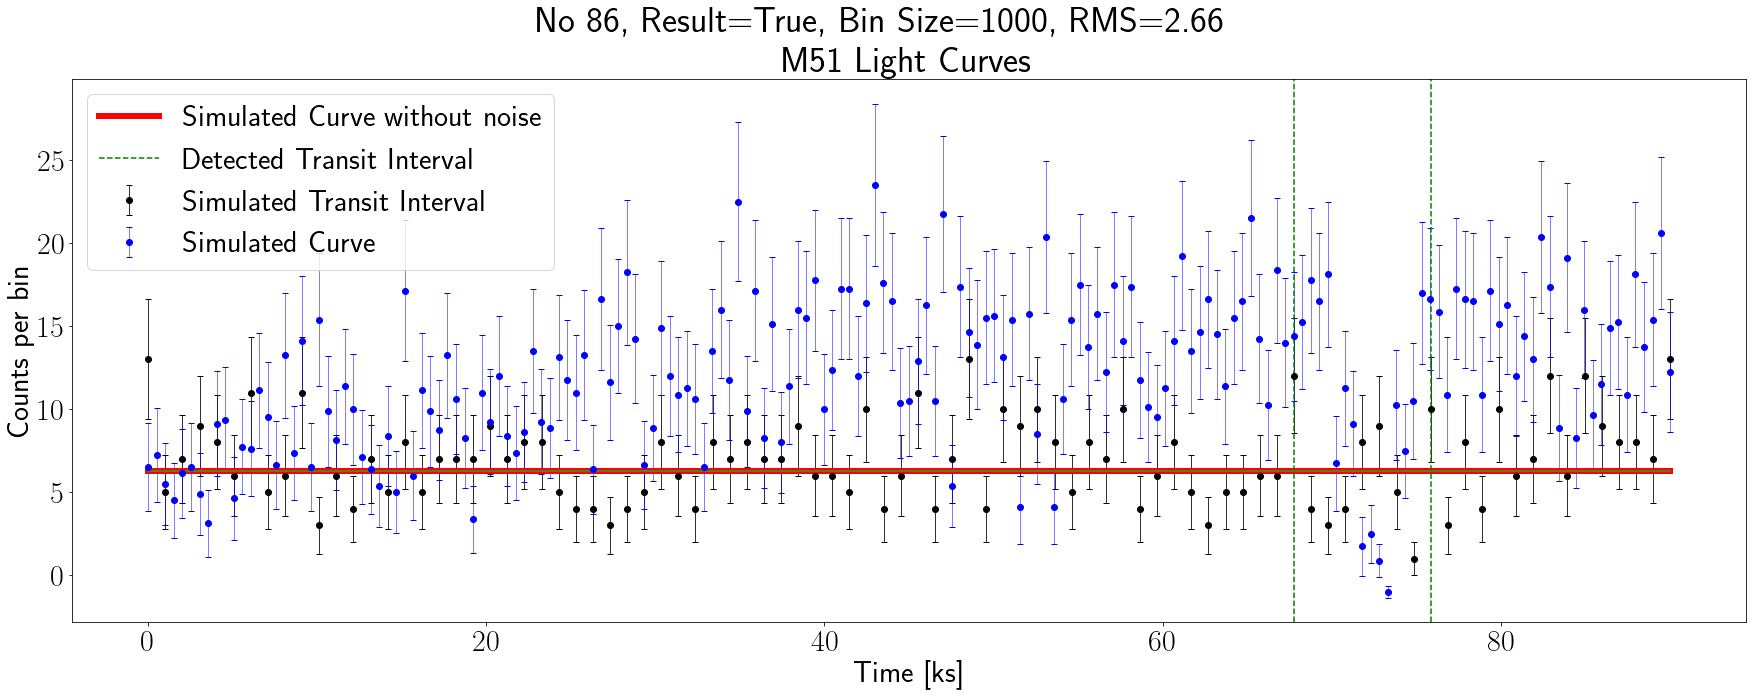 No 86, Result=True, Bin Size=1000, RMS=2.66
M51 Light Curves
Simulated Curve without noise
Detected Transit Interval
Simulated Transit Interval
Simulated Curve
Counts per bin
25
20
15
10
5
0
0 20 40 60 80
Time [ks]